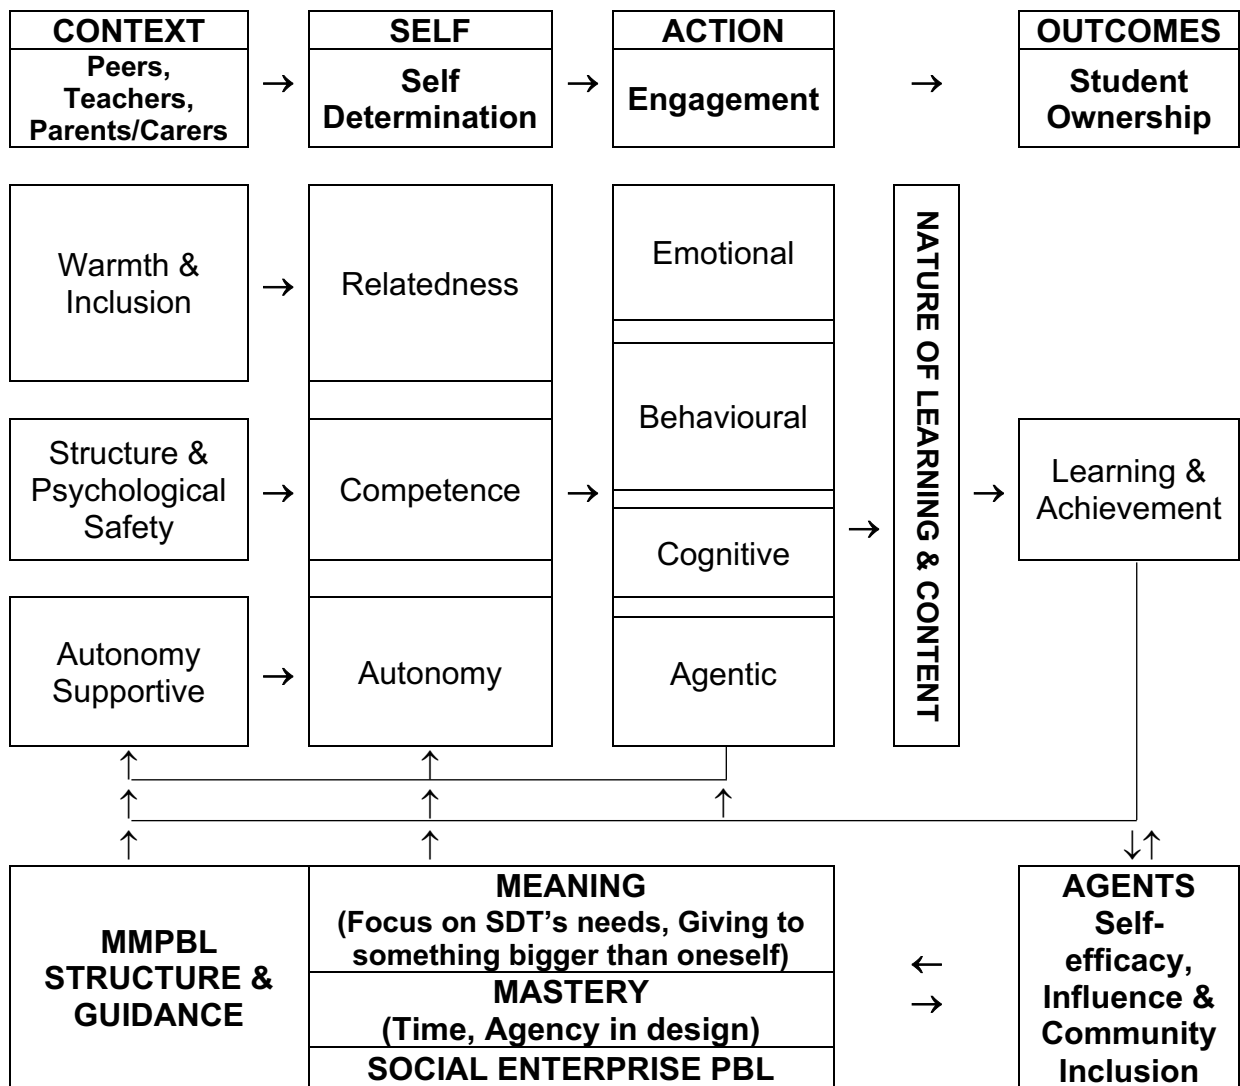 CONTEXT
Peers,
Teachers,
Parents/Carers
→
SELF
Self
Determination
→
ACTION
Engagement
→
OUTCOMES
Student
Ownership
Warmth &
Inclusion
→
Relatedness
Structure &
Psychological
Safety
→
Competence
→
Autonomy
Supportive
→
Autonomy
Emotional
Behavioural
Cognitive
Agentic
→
NATURE OF LEARNING & CONTENT
→
Learning &
Achievement
↑ ↑
↑ ↑ ↑
↑ ↑ ↓↑
MMPBL
STRUCTURE &
GUIDANCE
MEANING
(Focus on SDT's needs, Giving to
something bigger than oneself)
MASTERY
(Time, Agency in design)
SOCIAL ENTERPRISE PBL
←
→
AGENTS
Self-
efficacy,
Influence &
Community
Inclusion